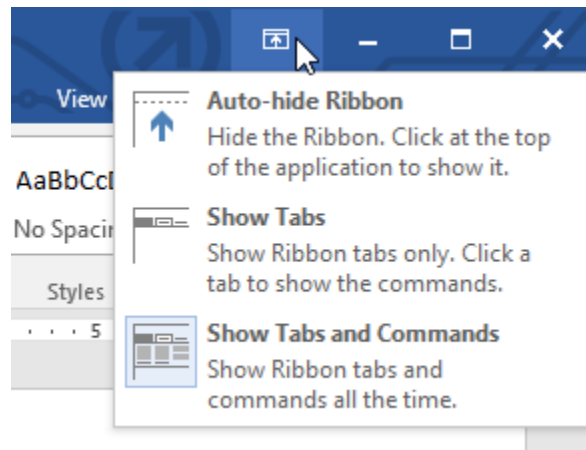 View
Auto-hide Ribbon
Hide the Ribbon. Click at the top
of the application to show it.
AaBbCcD
No Spacin
Show Tabs
Show Ribbon tabs only. Click a
tab to show the commands.
Styles
5
Show Tabs and Commands
Show Ribbon tabs and
commands all the time.